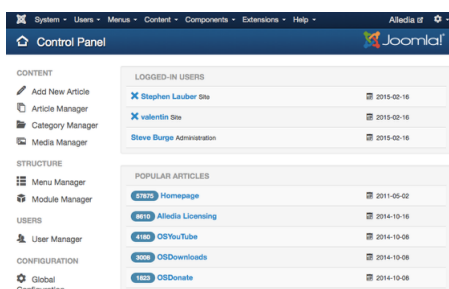 System Users Menus Content Components Extensions Help Alledia
Control Panel Joomla!
CONTENT
Add New Article
Article Manager
Category Manager
Media Manager
STRUCTURE
Menu Manager
Module Manager
USERS
User Manager
CONFIGURATION
Global
Configuration
LOGGED-IN USERS
Stephen Lauber Site 2015-02-16
valentin Site 2015-02-16
Steve Burge Administration 2015-02-16
POPULAR ARTICLES
57675 Homepage 2011-05-02
8610 Alledia Licensing 2014-10-16
4180 OSYouTube 2014-10-06
3006 OSDownloads 2014-10-06
1823 OSDonate 2014-10-06